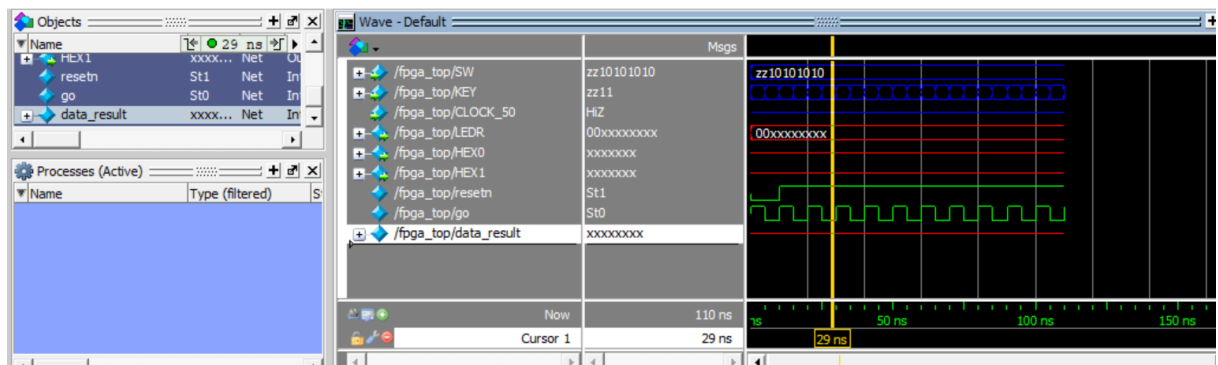 Objects
Name 29 ns
HEX1 xxxx... Net
resetn St1 Net In
go St0 Net In
data_result xxxx... Net In
Processes (Active)
Name Type (filtered) S
Wave - Default
Msgs
/fpga_top/SW zz10101010 zz10101010
/fpga_top/KEY zz11
/fpga_top/CLOCK_50 HiZ
/fpga_top/LEDR 00xxxxxxxx 00xxxxxxxx
/fpga_top/HEX0 xxxxxxx
/fpga_top/HEX1 xxxxxxx
/fpga_top/resetn St1
/fpga_top/go St0
/fpga_top/data_result xxxxxxxx
Now 110 ns ns 50 ns 100 ns 150 ns
Cursor 1 29 ns 29 ns